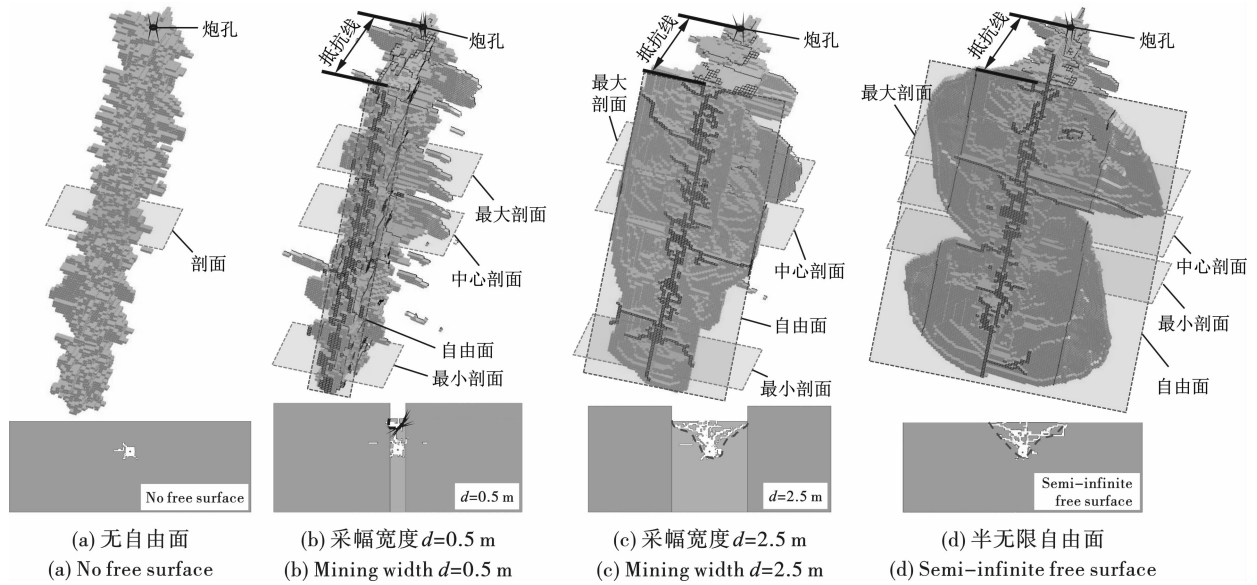 炮孔
剖面
No free surface
(a) 无自由面
(a) No free surface
抵抗线
炮孔
最大剖面
中心剖面
自由面
最小剖面
d=0.5 m
(b) 采幅宽度d=0.5 m
(b) Mining width d=0.5 m
抵抗线
炮孔
最大
剖面
中心剖面
自由面
最小剖面
d=2.5 m
(c) 采幅宽度d=2.5 m
(c) Mining width d=2.5 m
抵抗线
炮孔
最大剖面
中心剖面
最小剖面
自由面
Semi-infinite
free surface
(d) 半无限自由面
(d) Semi-infinite free surface